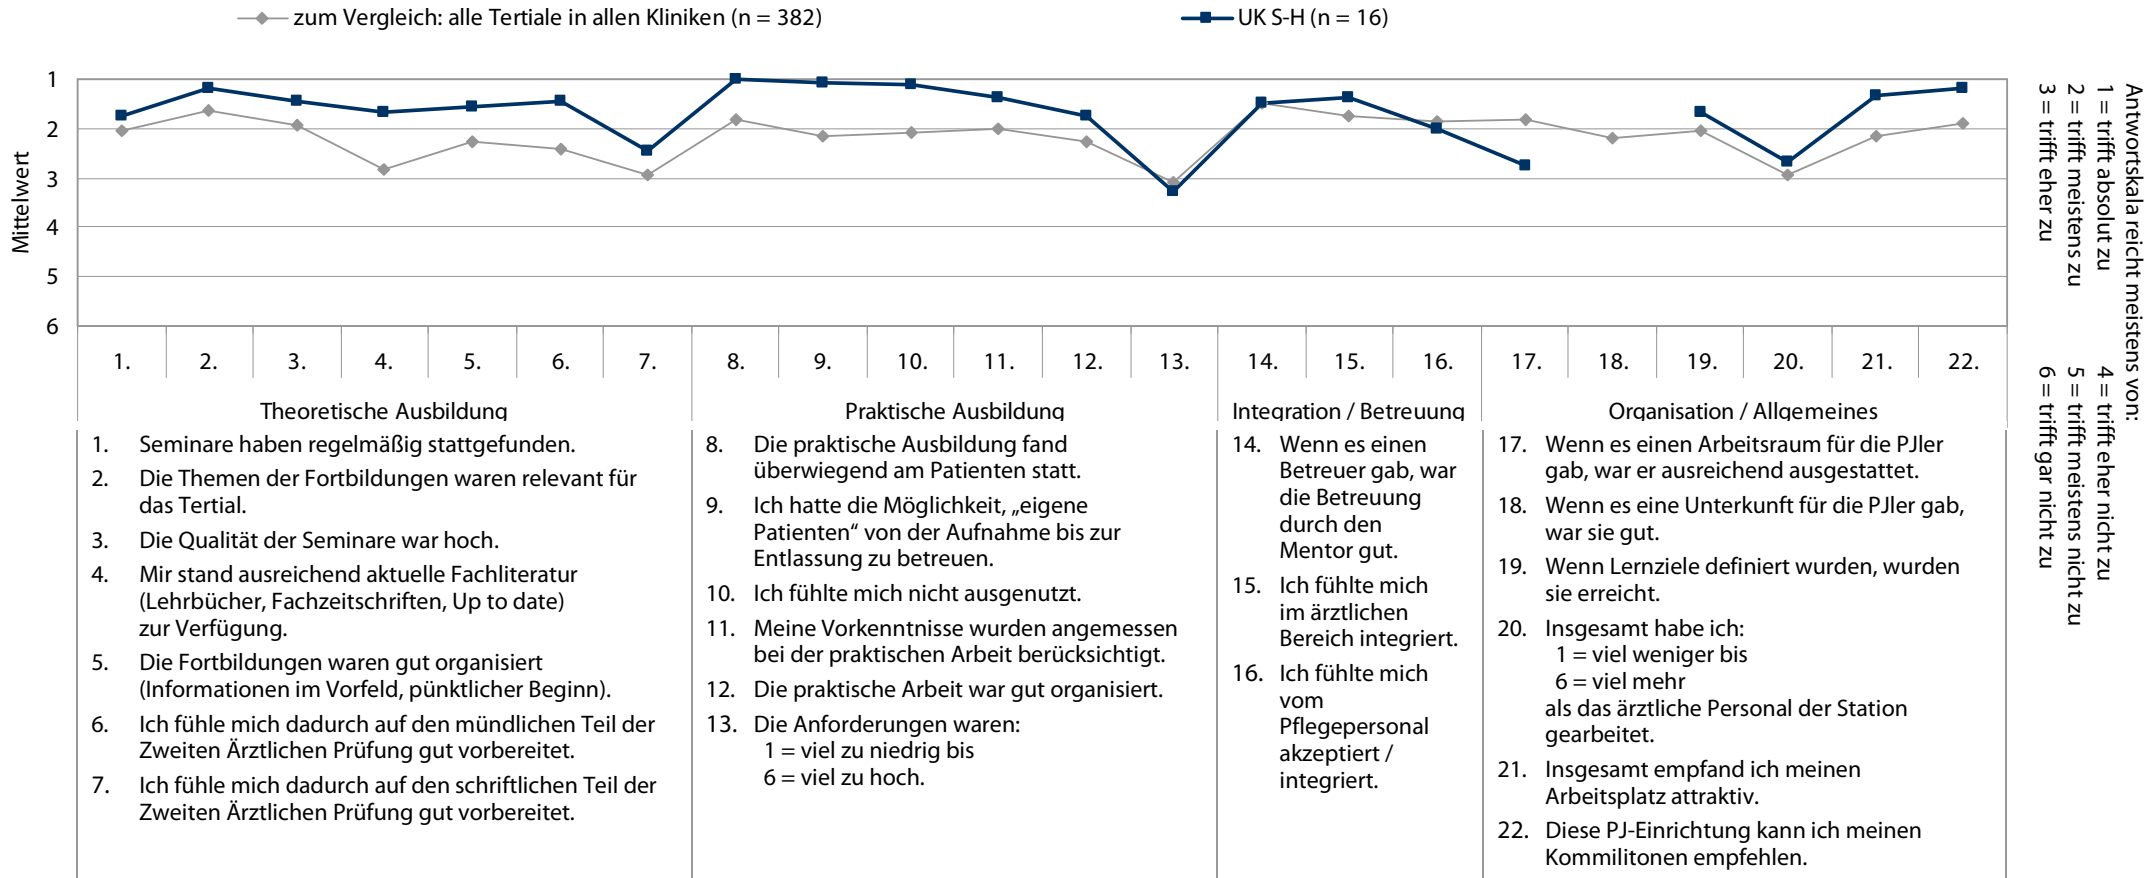 zum Vergleich: alle Tertiale in allen Kliniken (n = 382)
UK S-H (n = 16)
Mittelwert
1
2
3
4
5
6
1. 2. 3. 4. 5. 6. 7. 8. 9. 10. 11. 12. 13. 14. 15. 16. 17. 18. 19. 20. 21. 22.
Theoretische Ausbildung
Praktische Ausbildung
Integration / Betreuung
Organisation / Allgemeines
1. Seminare haben regelmäßig stattgefunden.
2. Die Themen der Fortbildungen waren relevant für
das Tertial.
3. Die Qualität der Seminare war hoch.
4. Mir stand ausreichend aktuelle Fachliteratur
(Lehrbücher, Fachzeitschriften, Up to date)
zur Verfügung.
5. Die Fortbildungen waren gut organisiert
(Informationen im Vorfeld, pünktlicher Beginn).
6. Ich fühle mich dadurch auf den mündlichen Teil der
Zweiten Ärztlichen Prüfung gut vorbereitet.
7. Ich fühle mich dadurch auf den schriftlichen Teil der
Zweiten Ärztlichen Prüfung gut vorbereitet.
8. Die praktische Ausbildung fand
überwiegend am Patienten statt.
9. Ich hatte die Möglichkeit, „eigene
Patienten“ von der Aufnahme bis zur
Entlassung zu betreuen.
10. Ich fühlte mich nicht ausgenutzt.
11. Meine Vorkenntnisse wurden angemessen
bei der praktischen Arbeit berücksichtigt.
12. Die praktische Arbeit war gut organisiert.
13. Die Anforderungen waren:
1 = viel zu niedrig bis
6 = viel zu hoch.
14. Wenn es einen
Betreuer gab, war
die Betreuung
durch den
Mentor gut.
15. Ich fühlte mich
im ärztlichen
Bereich integriert.
16. Ich fühlte mich
vom
Pflegepersonal
akzeptiert /
integriert.
17. Wenn es einen Arbeitsraum für die PJler
gab, war er ausreichend ausgestattet.
18. Wenn es eine Unterkunft für die PJler gab,
war sie gut.
19. Wenn Lernziele definiert wurden, wurden
sie erreicht.
20. Insgesamt habe ich:
1 = viel weniger bis
6 = viel mehr
als das ärztliche Personal der Station
gearbeitet.
21. Insgesamt empfand ich meinen
Arbeitsplatz attraktiv.
22. Diese PJ-Einrichtung kann ich meinen
Kommilitonen empfehlen.
Antwortskala reicht meistens von:
1 = trifft absolut zu
2 = trifft meistens zu
3 = trifft eher zu
4 = trifft eher nicht zu
5 = trifft meistens nicht zu
6 = trifft gar nicht zu